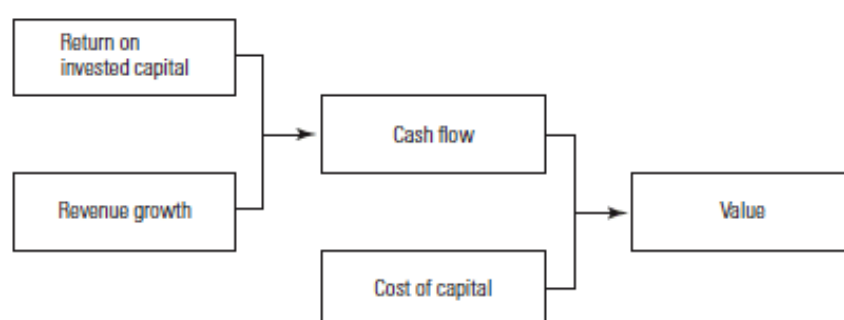 Return on
invested capital
Cash flow
Revenue growth
Value
Cost of capital